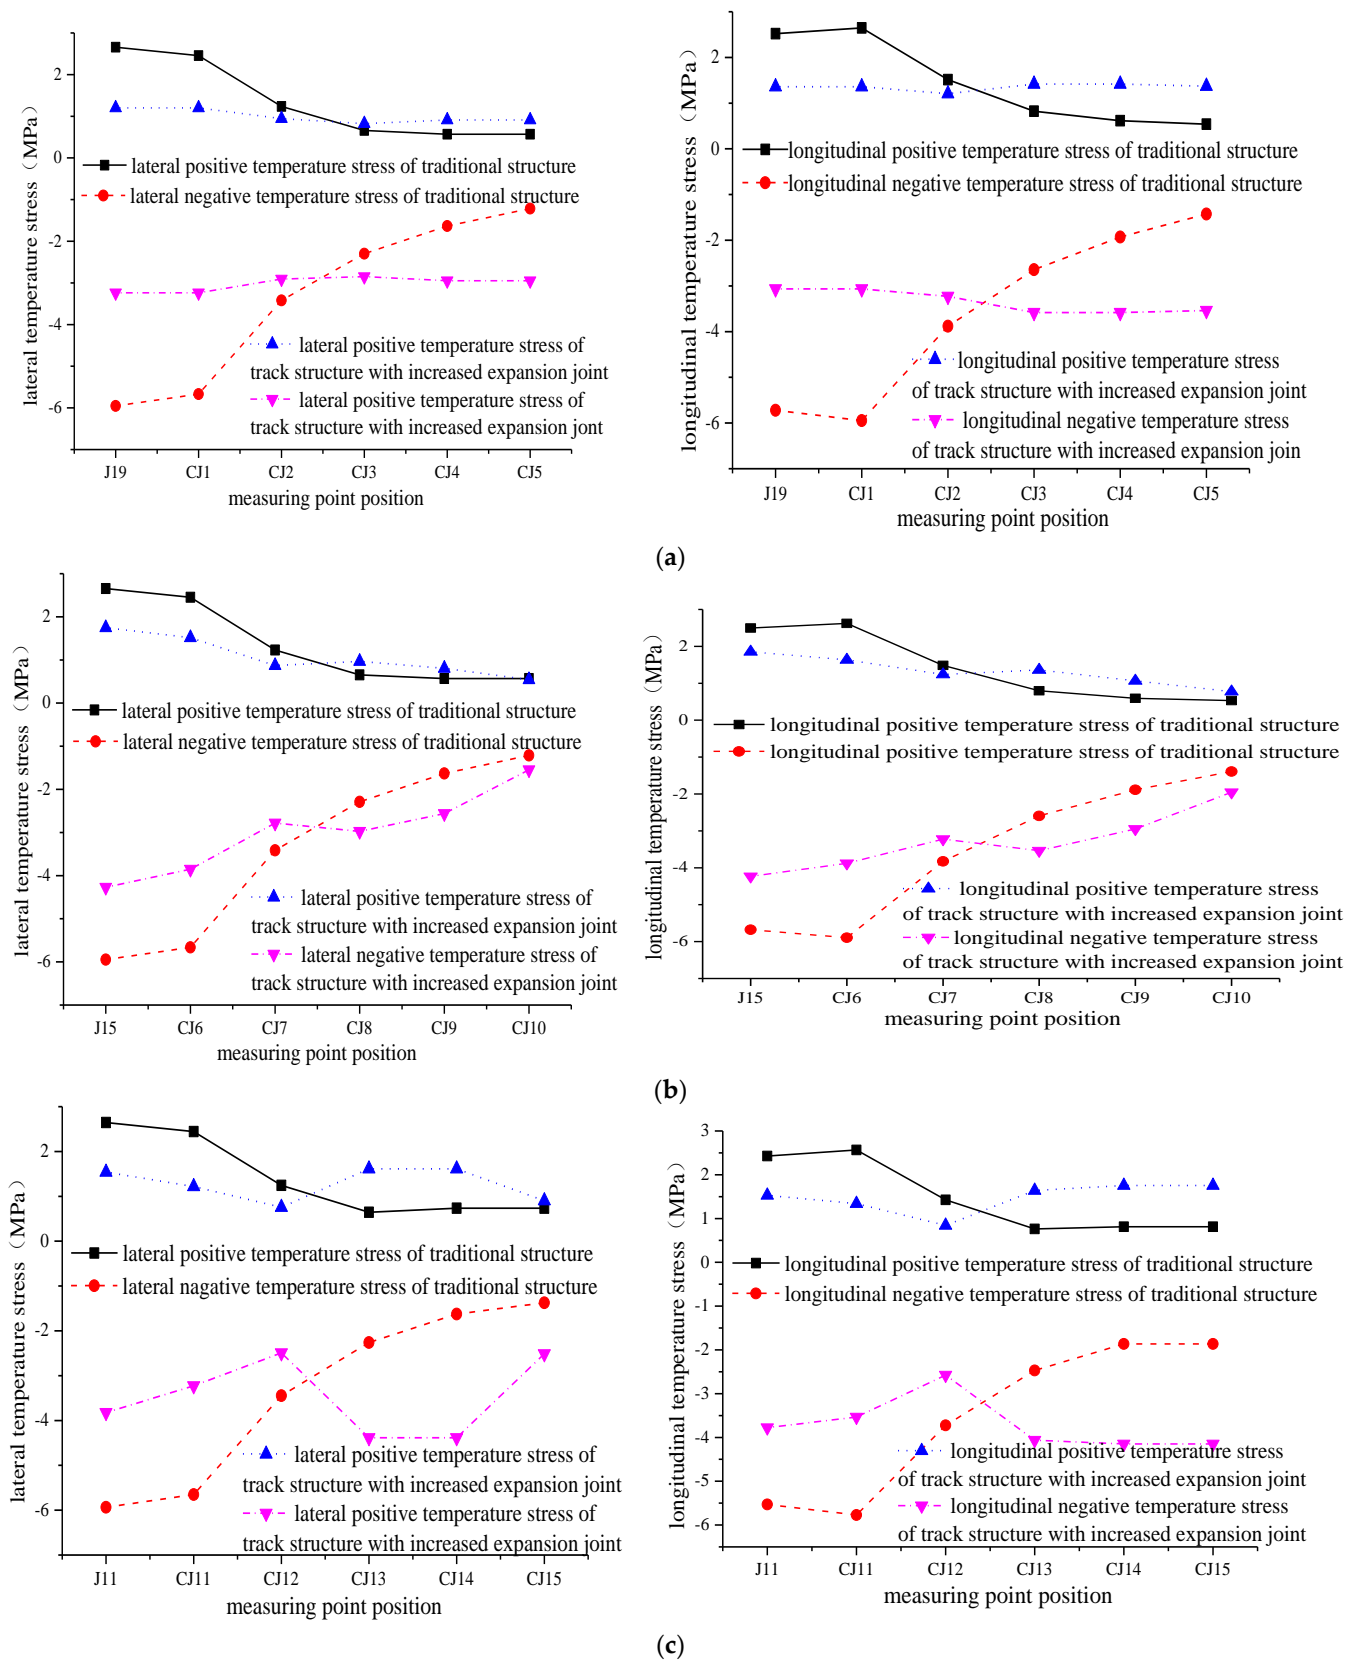 lateral temperature stress（MPa）
2
0
-2
-4
-6
lateral positive temperature stress of traditional structure
lateral negative temperature stress of traditional structure
lateral positive temperature stress of
track structure with increased expansion joint
lateral positive temperature stress of
track structure with increased expansion jont
J19 CJ1 CJ2 CJ3 CJ4 CJ5
measuring point position
longitudinal temperature stress（MPa）
2
0
-2
-4
-6
longitudinal positive temperature stress of traditional structure
longitudinal negative temperature stress of traditional structure
longitudinal positive temperature stress
of track structure with increased expansion joint
longitudinal negative temperature stress
of track structure with increased expansion join
J19 CJ1 CJ2 CJ3 CJ4 CJ5
measuring point position
(a)
lateral temperature stress（MPa）
2
0
-2
-4
-6
lateral positive temperature stress of traditional structure
lateral negative temperature stress of traditional structure
lateral positive temperature stress of
track structure with increased expansion joint
lateral negative temperature stress of
track structure with increased expansion joint
J15 CJ6 CJ7 CJ8 CJ9 CJ10
measuring point position
longitudinal temperature stress（MPa）
2
0
-2
-4
-6
longitudinal positive temperature stress of traditional structure
longitudinal positive temperature stress of traditional structure
longitudinal positive temperature stress
of track structure with increased expansion joint
longitudinal negative temperature stress
of track structure with increased expansion joint
J15 CJ6 CJ7 CJ8 CJ9 CJ10
measuring point position
(b)
lateral temperature stress（MPa）
2
0
-2
-4
-6
lateral positive temperature stress of traditional structure
lateral nagative temperature stress of traditional structure
lateral positive temperature stress of
track structure with increased expansion joint
lateral positive temperature stress of
track structure with increased expansion joint
J11 CJ11 CJ12 CJ13 CJ14 CJ15
measuring point position
longitudinal temperature stress（MPa）
3
2
1
0
-1
-2
-3
-4
-5
-6
longitudinal positive temperature stress of traditional structure
longitudinal negative temperature stress of traditional structure
longitudinal positive temperature stress
of track structure with increased expansion joint
longitudinal negative temperature stress
of track structure with increased expansion joint
J11 CJ11 CJ12 CJ13 CJ14 CJ15
measuring point position
(c)